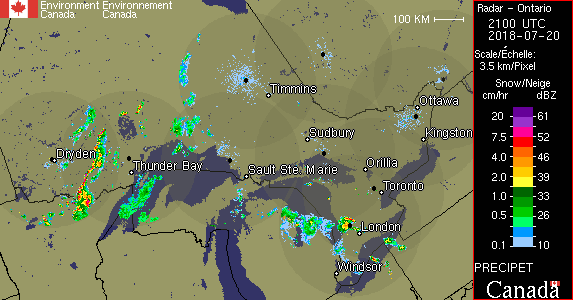 Environment Environnement
Canada Canada
100 KM
Radar - Ontario
2100 UTC
2018-07-20
Scale/Échelle:
3.5 km/Pixel
Snow/Neige
cm/hr dBZ
20 61
7.5 52
4.0 46
2.0 39
1.0 33
0.5 26
0.1 10
PRECIPET
Canada
Timmins
Ottawa
Sudbury
Kingston
Dryden
Thunder Bay
Sault Ste. Marie
Orillia
Toronto
London
Windsor